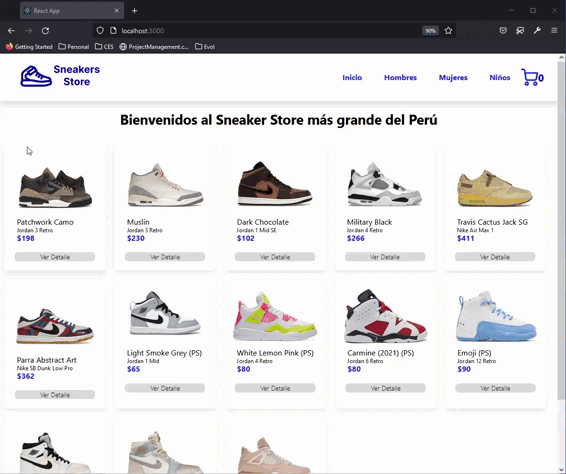 React App
localhost:3000
90%
Getting Started
Personal
CES
ProjectManagement.c...
Evol
Sneakers
Store
Inicio
Hombres
Mujeres
Niños
0
Bienvenidos al Sneaker Store más grande del Perú
Patchwork Camo
Jordan 3 Retro
$198
Ver Detalle
Muslin
Jordan 3 Retro
$230
Ver Detalle
Dark Chocolate
Jordan 1 Mid SE
$102
Ver Detalle
Military Black
Jordan 4 Retro
$266
Ver Detalle
Travis Cactus Jack SG
Nike Air Max 1
$411
Ver Detalle
Parra Abstract Art
Nike SB Dunk Low Pro
$362
Ver Detalle
Light Smoke Grey (PS)
Jordan 1 Mid
$65
Ver Detalle
White Lemon Pink (PS)
Jordan 4 Retro
$80
Ver Detalle
Carmine (2021) (PS)
Jordan 6 Retro
$80
Ver Detalle
Emoji (PS)
Jordan 12 Retro
$90
Ver Detalle